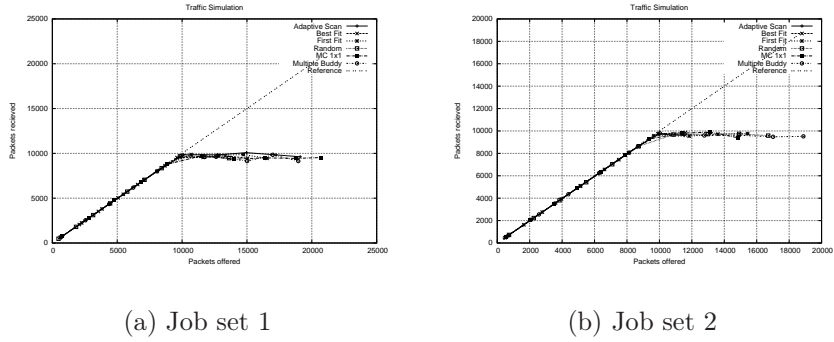 Traffic Simulation
25000
20000
15000
10000
5000
0
0 5000 10000 15000 20000 25000
Packets recieved
Packets offered
Adaptive Scan
Best Fit
First Fit
Random
MC 1x1
Multiple Buddy
Reference
(a) Job set 1
Traffic Simulation
20000
18000
16000
14000
12000
10000
8000
6000
4000
2000
0
0 2000 4000 6000 8000 10000 12000 14000 16000 18000 20000
Packets recieved
Packets offered
Adaptive Scan
Best Fit
First Fit
Random
MC 1x1
Multiple Buddy
Reference
(b) Job set 2